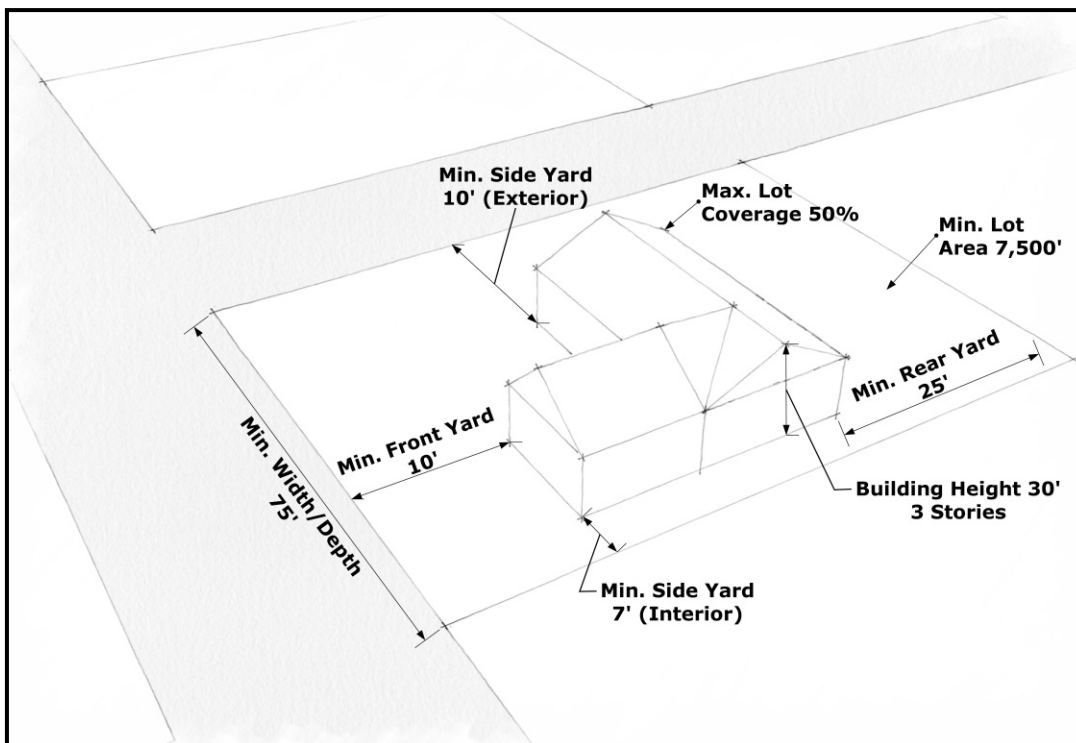 Min. Side Yard
10' (Exterior)
Max. Lot
Coverage 50%
Min. Lot
Area 7,500'
Min. Rear Yard
25'
Min. Front Yard
10'
Min. Width/Depth
75'
Building Height 30'
3 Stories
Min. Side Yard
7' (Interior)